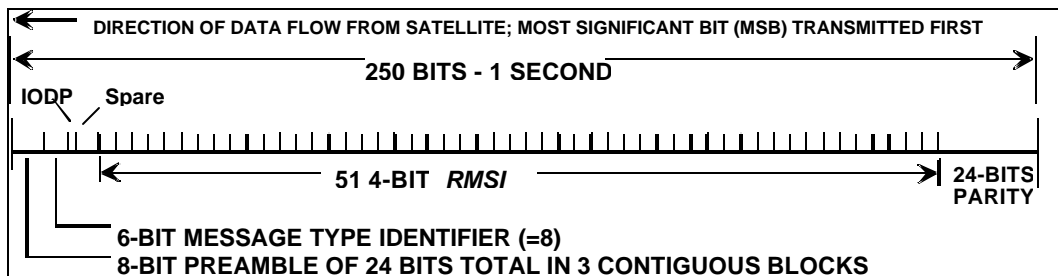 DIRECTION OF DATA FLOW FROM SATELLITE; MOST SIGNIFICANT BIT (MSB) TRANSMITTED FIRST
250 BITS - 1 SECOND
IODP Spare
51 4-BIT RMSI
24-BITS
PARITY
6-BIT MESSAGE TYPE IDENTIFIER (=8)
8-BIT PREAMBLE OF 24 BITS TOTAL IN 3 CONTIGUOUS BLOCKS